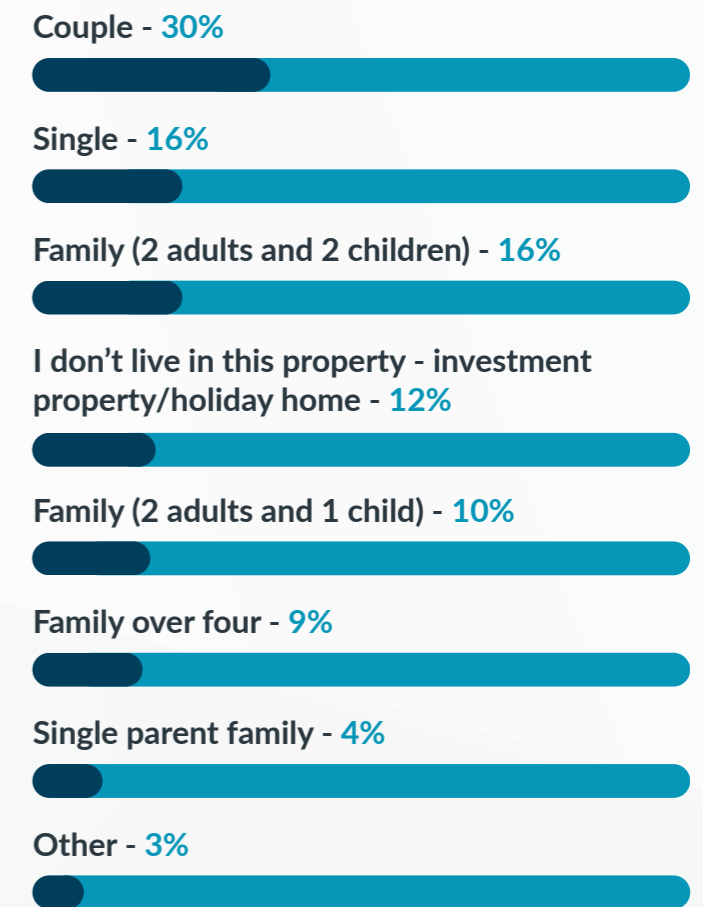 Couple - 30%
Single - 16%
Family (2 adults and 2 children) - 16%
I don’t live in this property - investment
property/holiday home - 12%
Family (2 adults and 1 child) - 10%
Family over four - 9%
Single parent family - 4%
Other - 3%